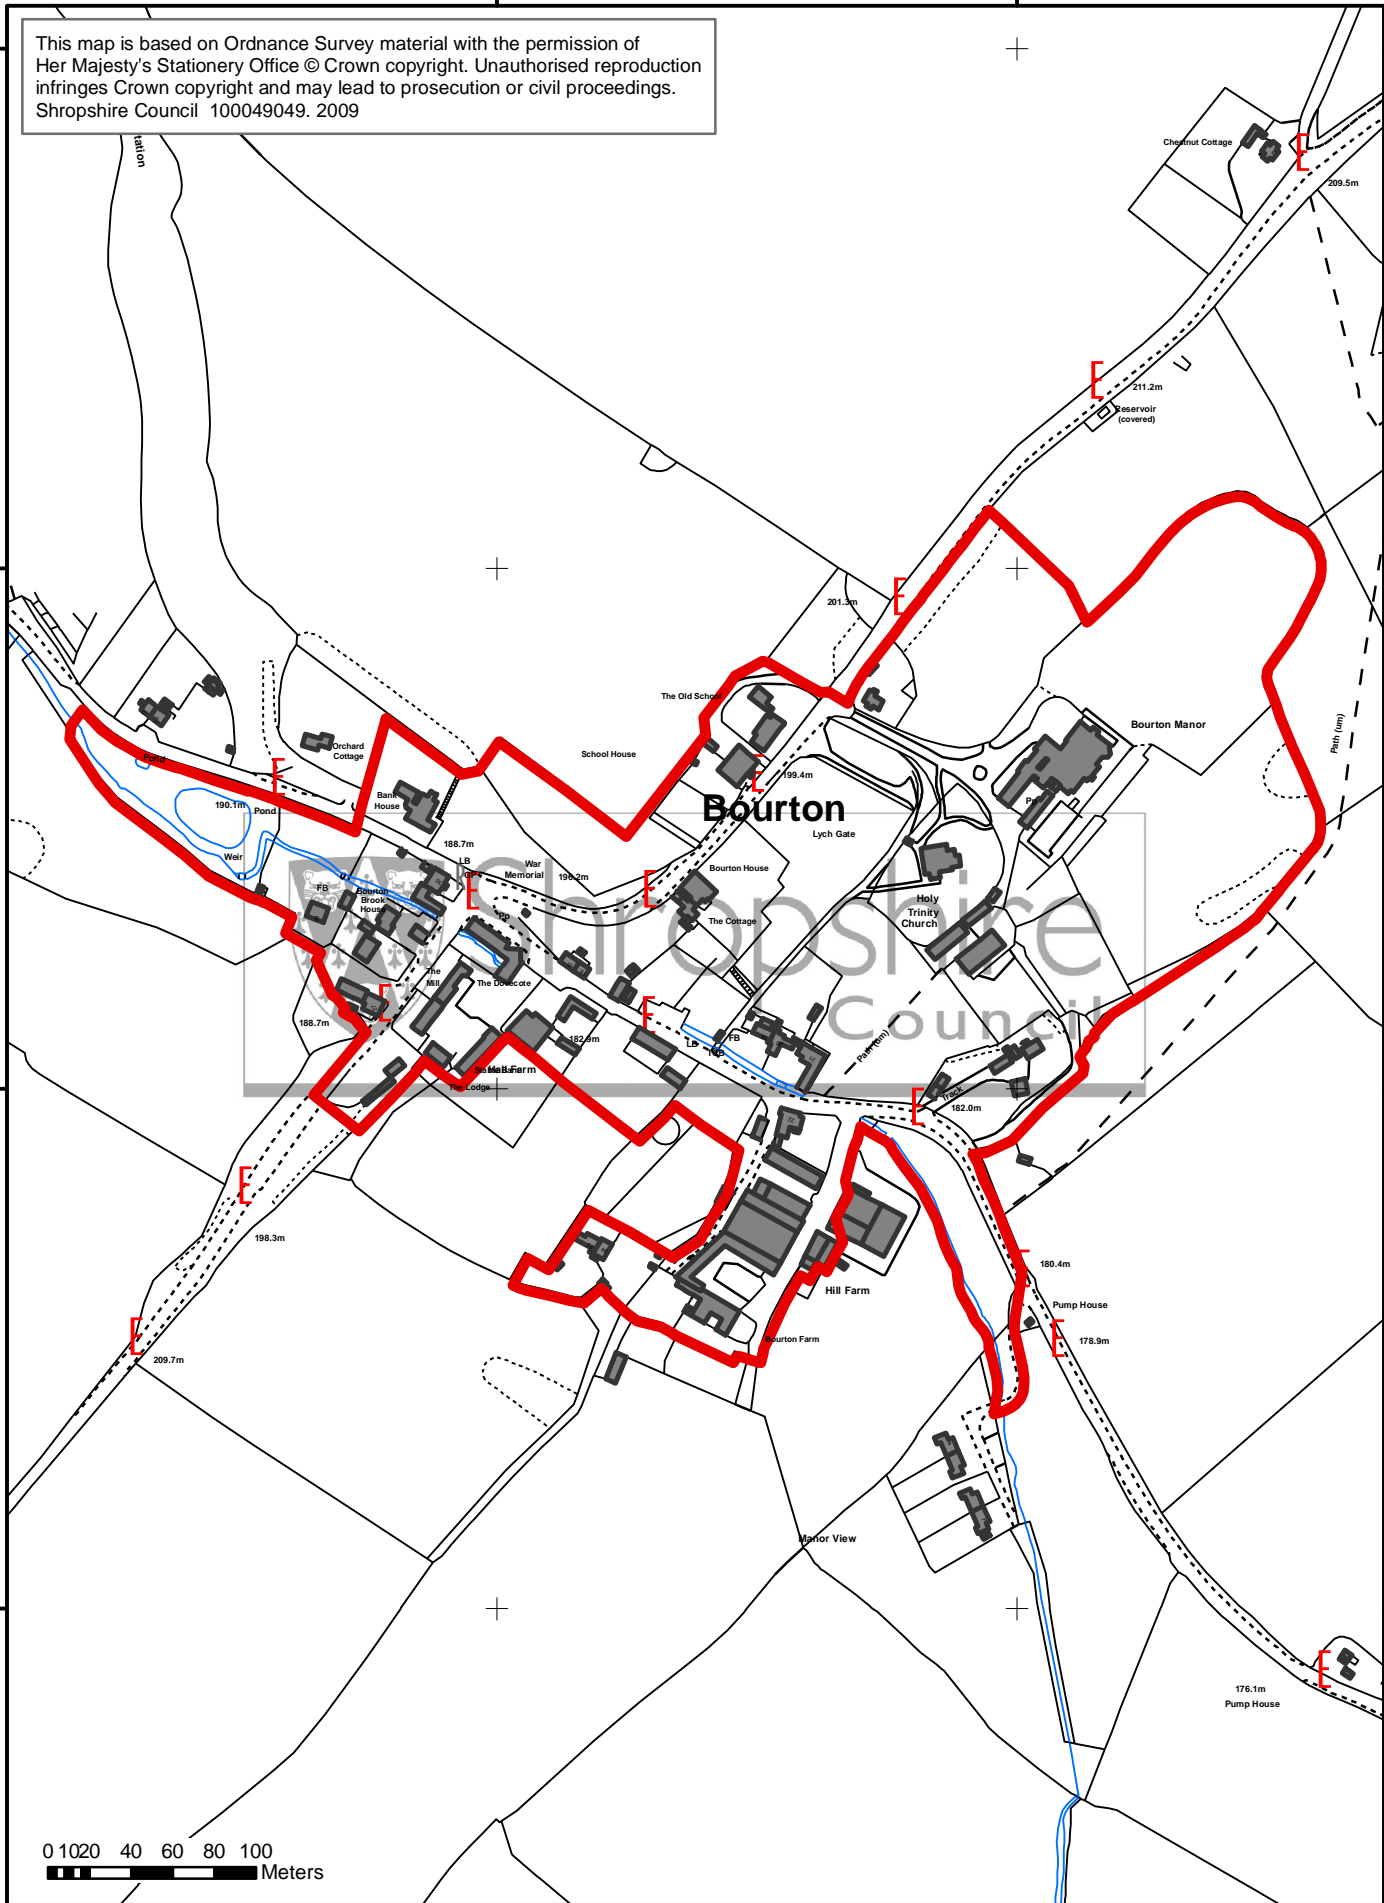 This map is based on Ordnance Survey material with the permission of
Her Majesty's Stationery Office © Crown copyright. Unauthorised reproduction
infringes Crown copyright and may lead to prosecution or civil proceedings.
Shropshire Council 100049049. 2009
tation
Chestnut Cottage
209.5m
211.2m
Reservoir
(covered)
201.3m
The Old School
Bourton Manor
Path (um)
Orchard
Cottage
School House
Pond
199.4m
190.1m
Pond
Bank
House
Bourton
Lych Gate
188.7m
LB
War
Memorial
196.2m
Weir
Bourton House
FB
Bourton
Brook
House
Shropshire
Council
Holy
Trinity
Church
Pp
The Cottage
The
Mill
The Dovecote
188.7m
182.9m
LB
FB
Path (um)
Hall Farm
The Lodge
Track
182.0m
198.3m
180.4m
Hill Farm
Pump House
178.9m
Bourton Farm
209.7m
Manor View
176.1m
Pump House
0 10 20 40 60 80 100
Meters